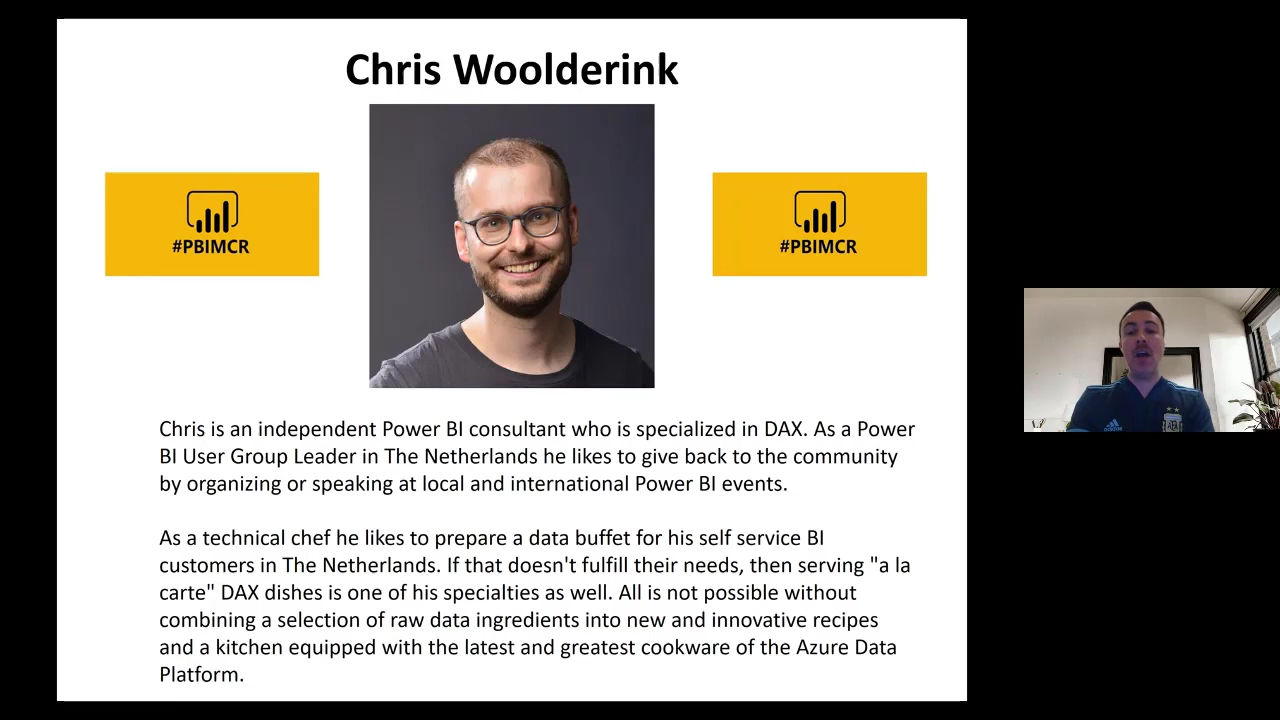 Chris Woolderink
#PBIMCR
#PBIMCR
Chris is an independent Power BI consultant who is specialized in DAX. As a Power
BI User Group Leader in The Netherlands he likes to give back to the community
by organizing or speaking at local and international Power BI events.
As a technical chef he likes to prepare a data buffet for his self service BI
customers in The Netherlands. If that doesn't fulfill their needs, then serving "a la
carte" DAX dishes is one of his specialties as well. All is not possible without
combining a selection of raw data ingredients into new and innovative recipes
and a kitchen equipped with the latest and greatest cookware of the Azure Data
Platform.
adidas
AFA